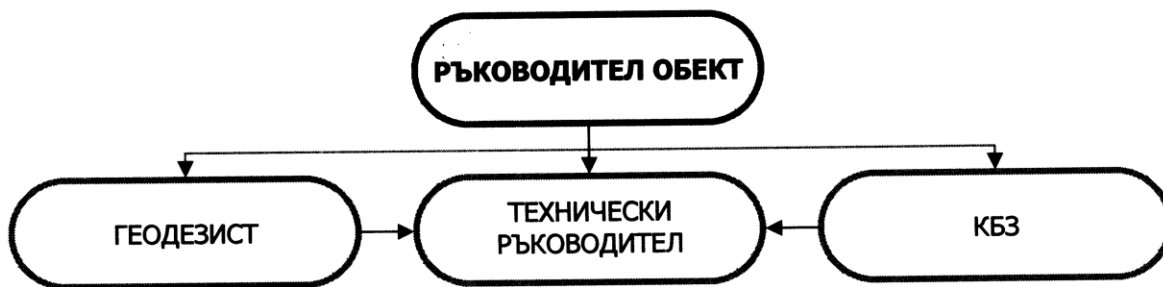 РЪКОВОДИТЕЛ ОБЕКТ
ГЕОДЕЗИСТ
ТЕХНИЧЕСКИ
РЪКОВОДИТЕЛ
КБЗ